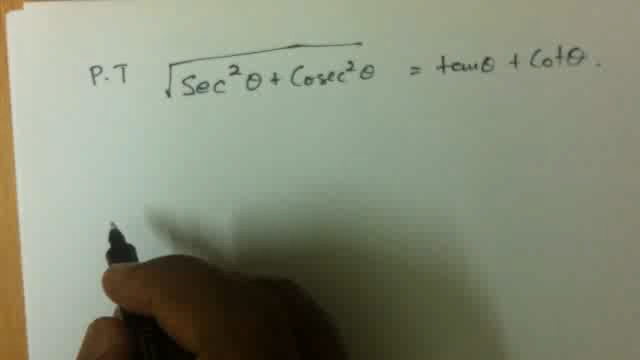 P.T √Sec²θ + Cosec²θ = tanθ + Cotθ.